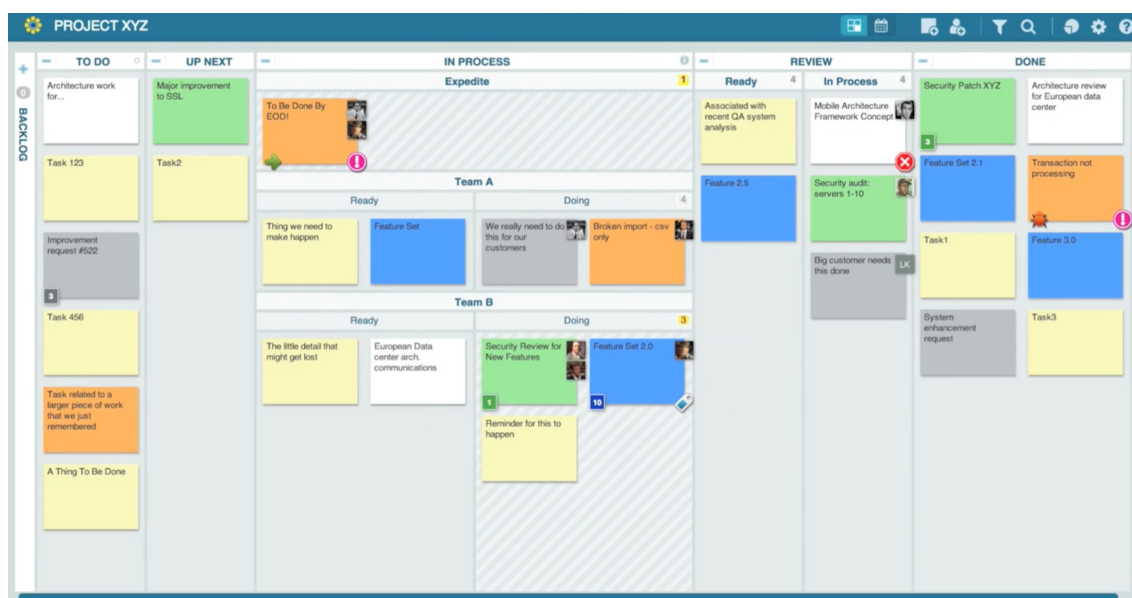 PROJECT XYZ
BACKLOG
0
TO DO
Architecture work
for...
Task 123
Improvement
request #522
3
Task 456
Task related to a
larger piece of work
that we just
remembered
A Thing To Be Done
UP NEXT
Major improvement
to SSL
Task2
IN PROCESS
Expedite
1
To Be Done By
EOD!
Team A
Ready
Doing
4
Thing we need to
make happen
Feature Set
We really need to do
this for our
customers
Broken import - csv
only
Team B
Ready
Doing
3
The little detail that
might get lost
European Data
center arch.
communications
Security Review for
New Features
1
Feature Set 2.0
10
Reminder for this to
happen
REVIEW
Ready
4
In Process
4
Associated with
recent QA system
analysis
Feature 2.5
Mobile Architecture
Framework Concept
Security audit:
servers 1-10
Big customer needs
this done
LK
DONE
Security Patch XYZ
3
Architecture review
for European data
center
Feature Set 2.1
Transaction not
processing
Task1
Feature 3.0
System
enhancement
request
Task3